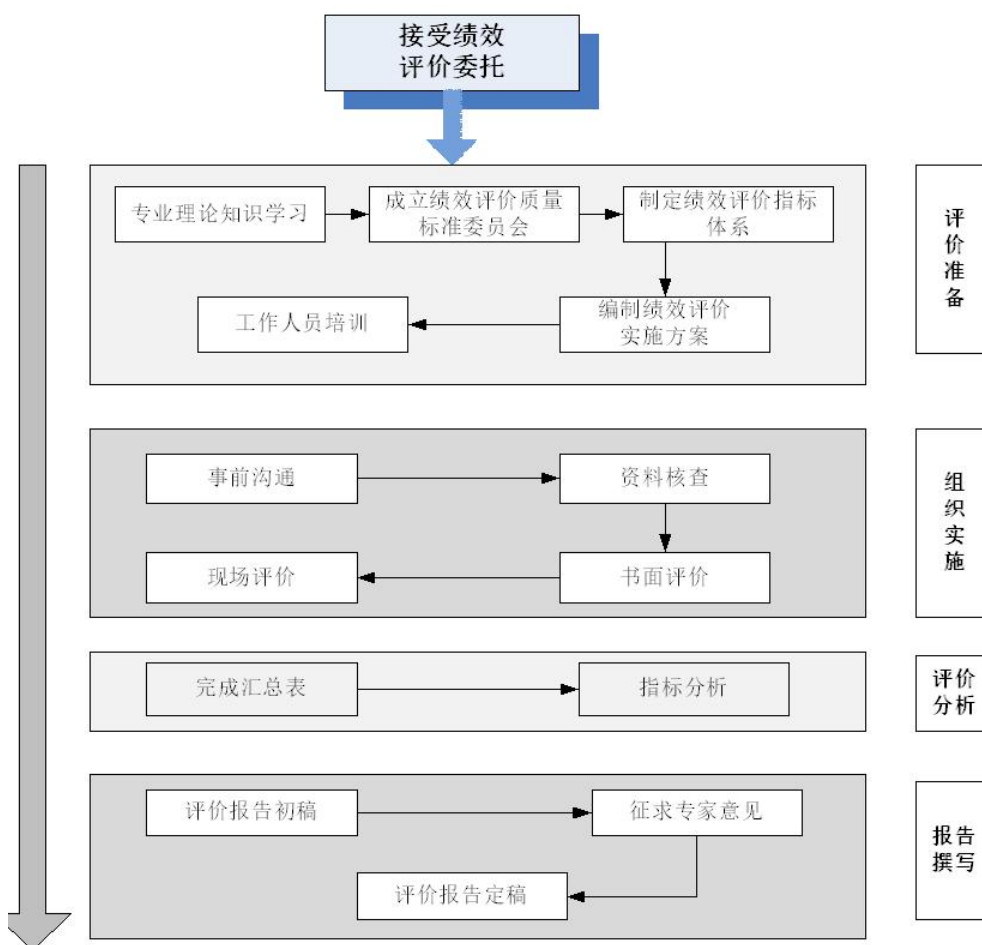 接受绩效
评价委托
专业理论知识学习
成立绩效评价质量
标准委员会
制定绩效评价指标
体系
工作人员培训
编制绩效评价
实施方案
评
价
准
备
事前沟通
资料核查
现场评价
书面评价
组
织
实
施
完成汇总表
指标分析
评价
分析
评价报告初稿
征求专家意见
评价报告定稿
报告
撰写